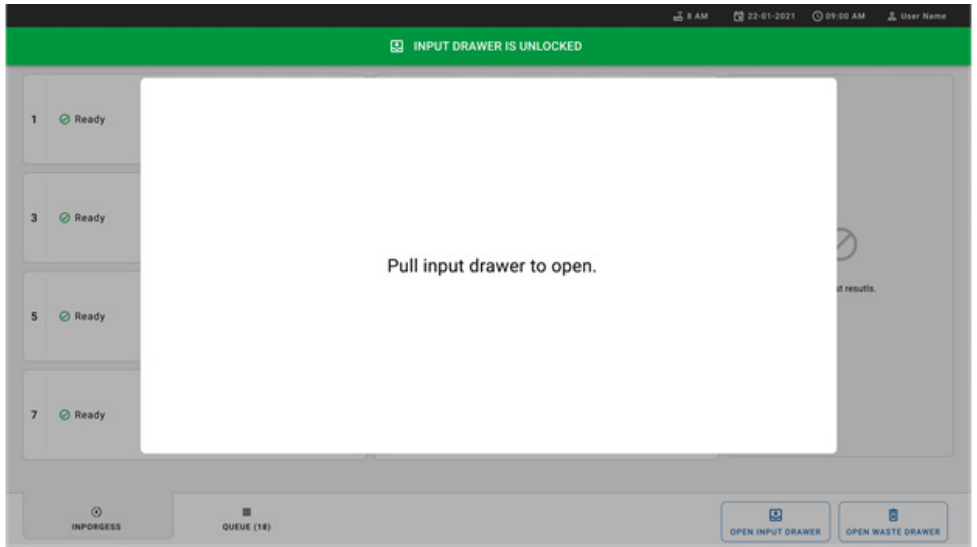 8 AM 22-01-2021 09:00 AM User Name
INPUT DRAWER IS UNLOCKED
1 Ready
3 Ready
Pull input drawer to open.
t resutls.
5 Ready
7 Ready
INPORGESS
QUEUE (18)
OPEN INPUT DRAWER
OPEN WASTE DRAWER